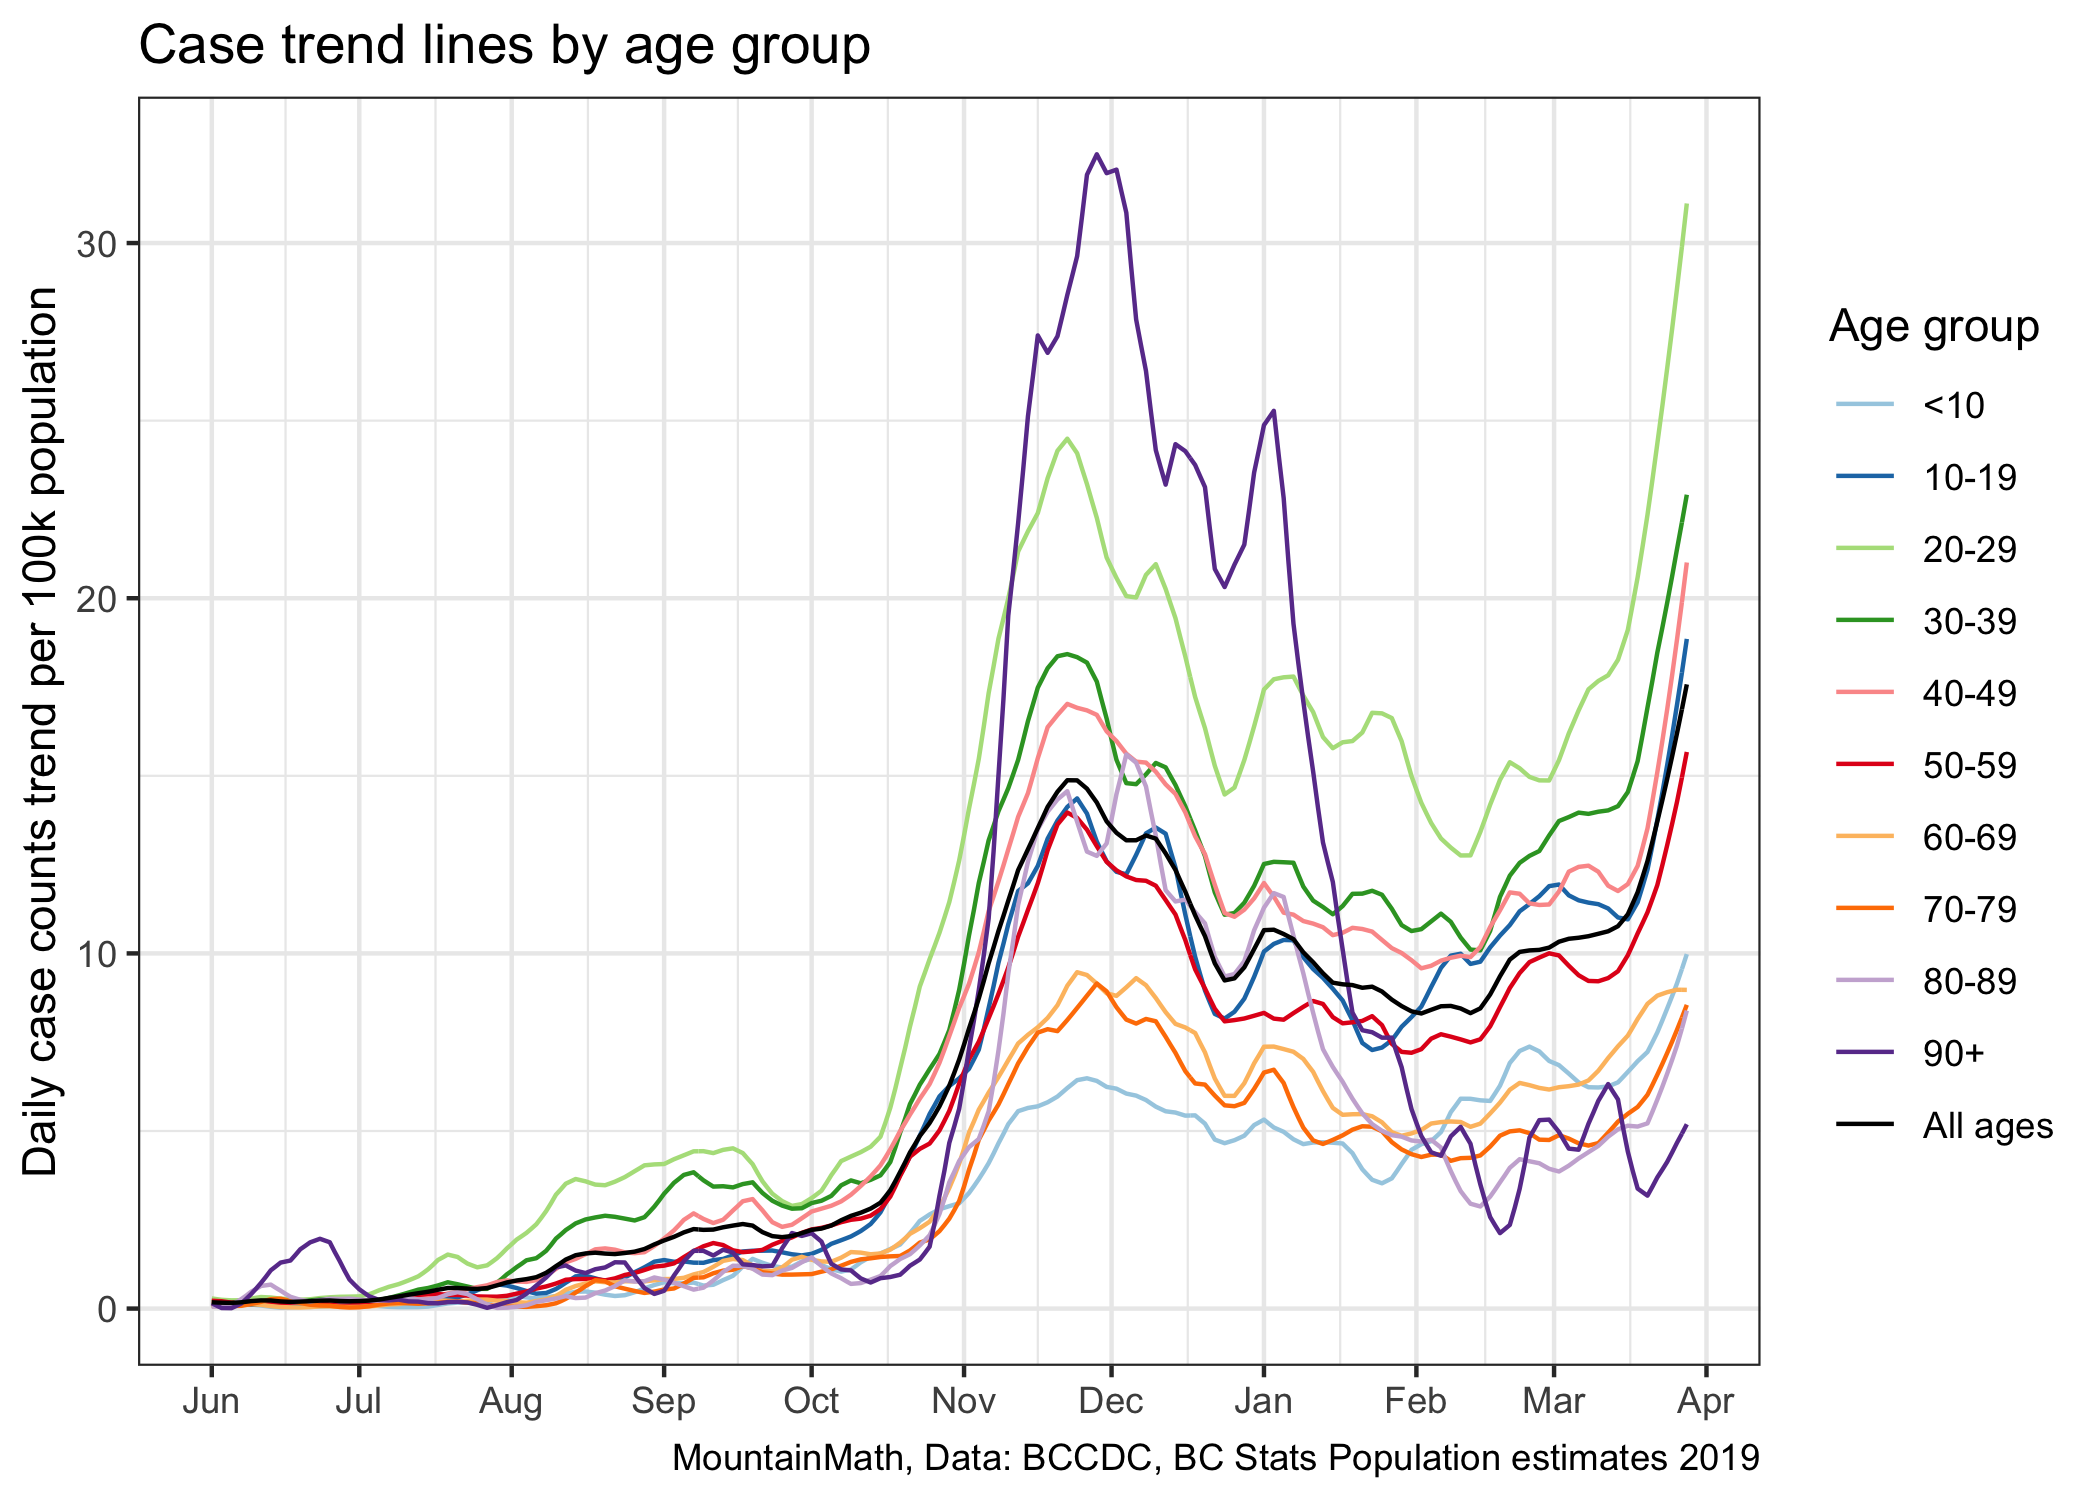 Case trend lines by age group
Daily case counts trend per 100k population
30
20
10
0
Jun Jul Aug Sep Oct Nov Dec Jan Feb Mar Apr
Age group
<10
10-19
20-29
30-39
40-49
50-59
60-69
70-79
80-89
90+
All ages
MountainMath, Data: BCCDC, BC Stats Population estimates 2019